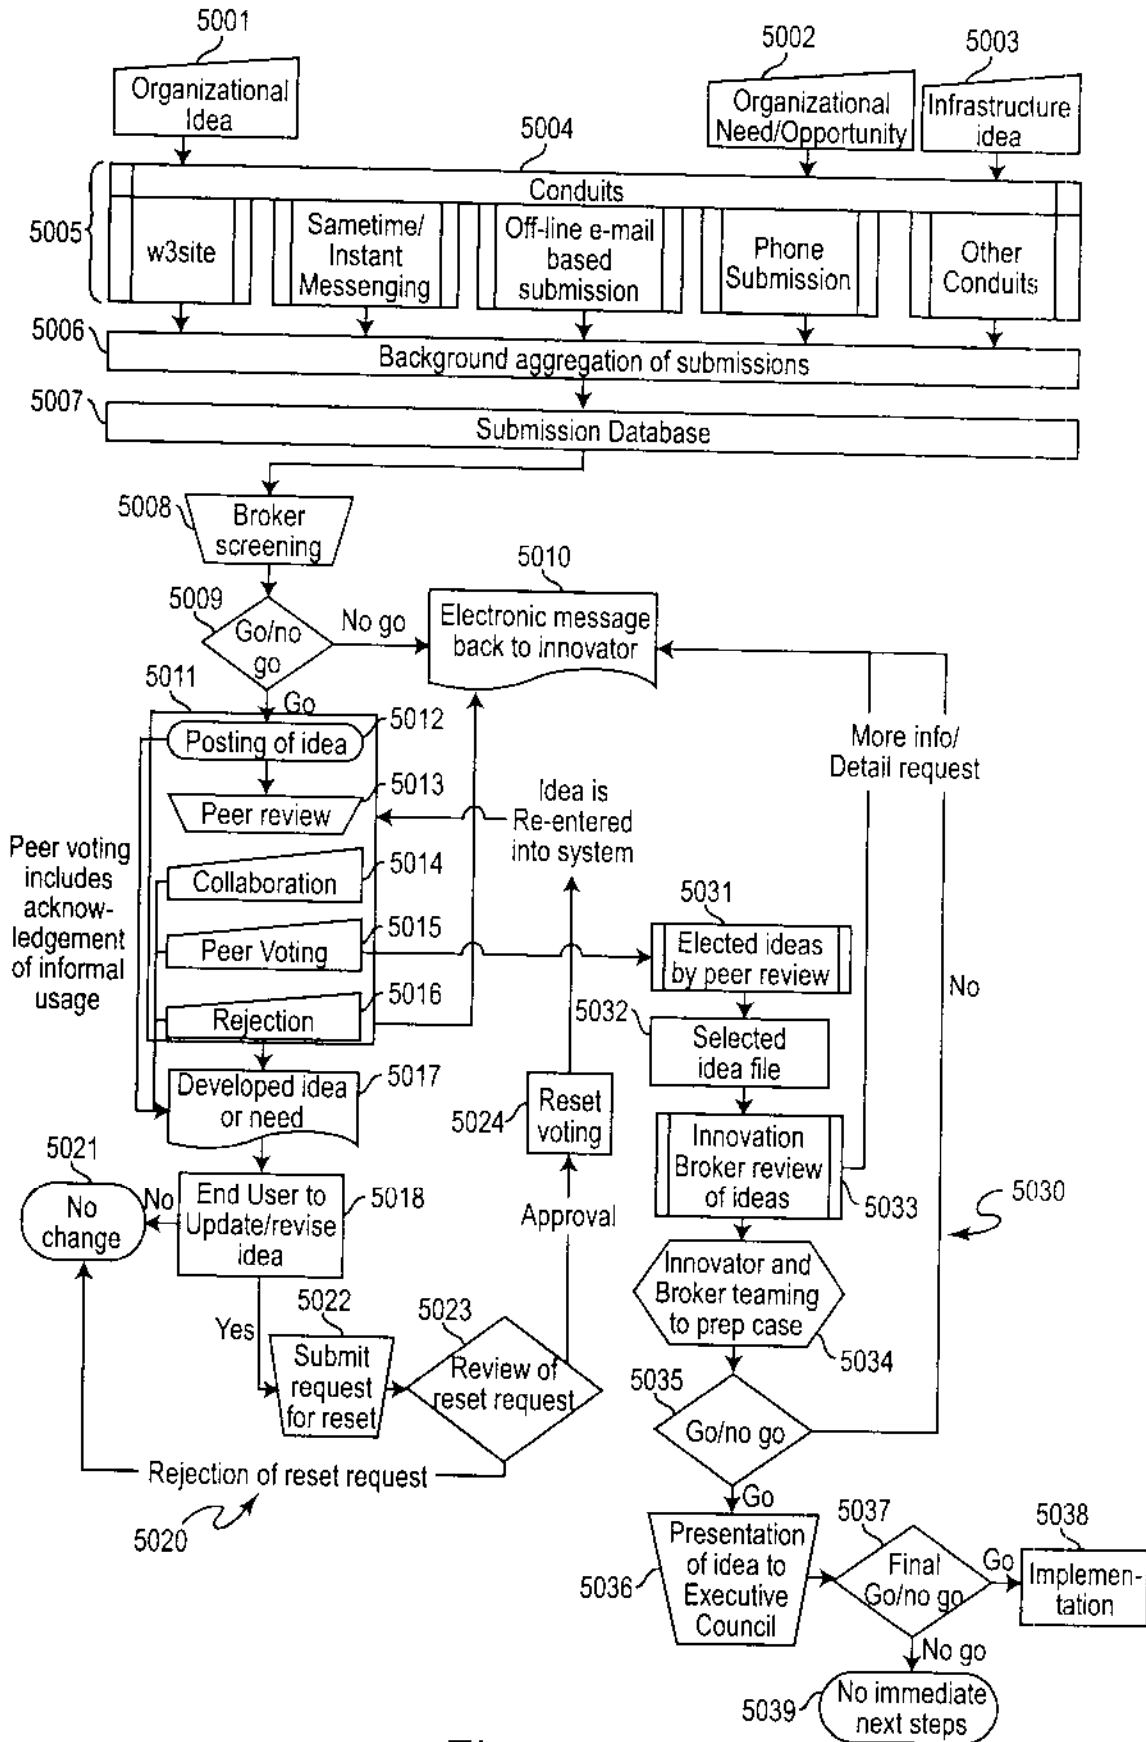 5001
5002
5003
Organizational
Idea
Organizational
Need/Opportunity
Infrastructure
idea
5004
Conduits
5005
w3site
Sametime/
Instant
Messenging
Off-line e-mail
based
submission
Phone
Submission
Other
Conduits
5006
Background aggregation of submissions
5007
Submission Database
5008
Broker
screening
5009
Go/no
go
No go
5010
Electronic message
back to innovator
5011
Go
5012
Posting of idea
5013
Peer review
5014
Collaboration
5015
Peer Voting
5016
Rejection
Peer voting
includes
acknow-
ledgement
of informal
usage
Idea is
Re-entered
into system
More info/
Detail request
5017
Developed idea
or need
5018
End User to
Update/revise
idea
5021
No
change
No
Yes
5022
Submit
request
for reset
5023
Review of
reset request
Approval
5024
Reset
voting
Rejection of reset request
5020
5031
Elected ideas
by peer review
5032
Selected
idea file
Innovation
Broker review
of ideas
5033
No
5030
Innovator and
Broker teaming
to prep case
5034
5035
Go/no go
Go
5036
Presentation
of idea to
Executive
Council
5037
Final
Go/no go
Go
5038
Implemen-
tation
No go
5039
No immediate
next steps